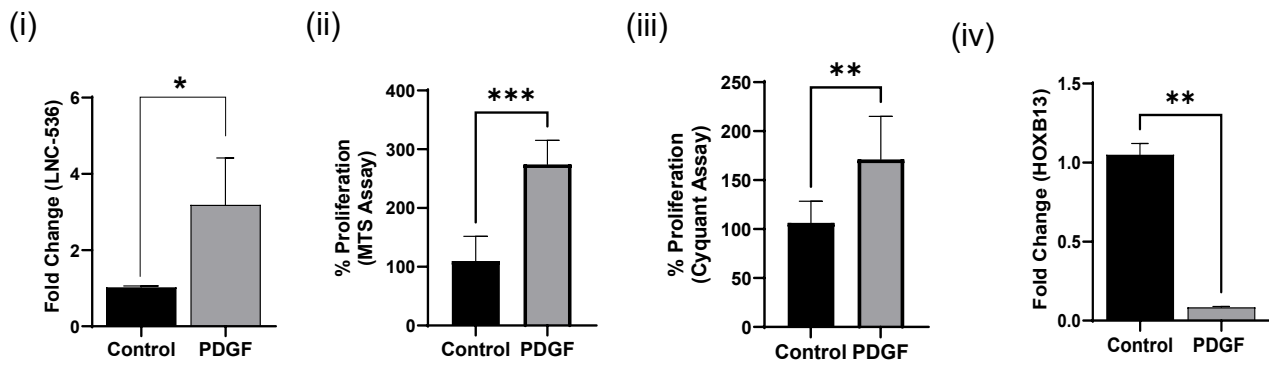 (i)
*
Fold Change (LNC-536)
6
4
2
0
Control PDGF
(ii)
***
% Proliferation
(MTS Assay)
400
300
200
100
0
Control PDGF
(iii)
**
% Proliferation
(Cyquant Assay)
250
200
150
100
50
0
Control PDGF
(iv)
**
Fold Change (HOXB13)
1.5
1.0
0.5
0.0
Control PDGF